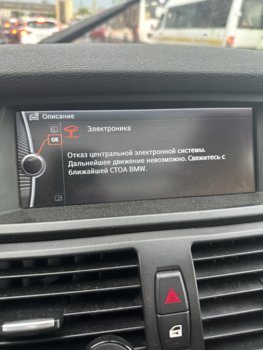 Описание
OK
Электроника
Отказ центральной электронной системы.
Дальнейшее движение невозможно. Свяжитесь с
ближайшей СТОА BMW.